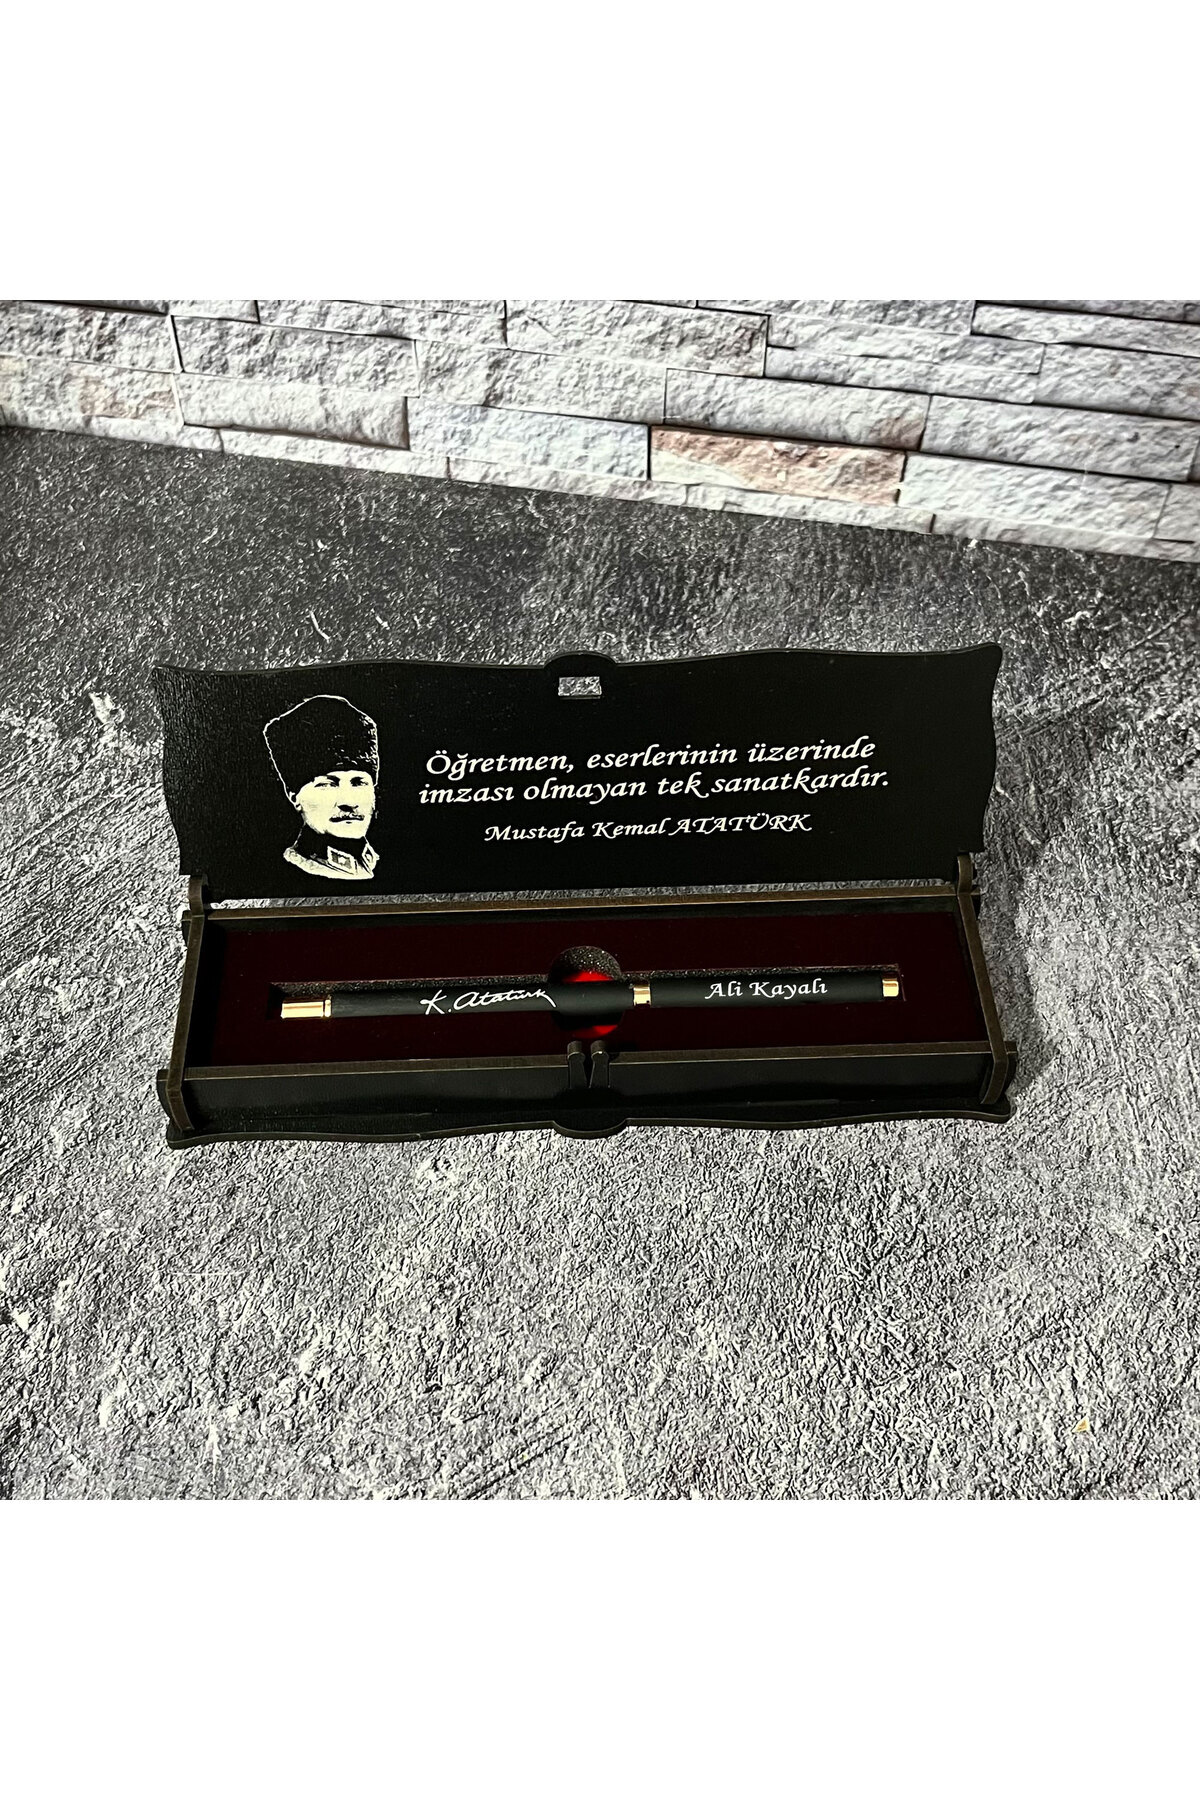 Öğretmen, eserlerinin üzerinde
imzası olmayan tek sanatkardır.
Mustafa Kemal ATATÜRK
K. Atatürk
Ali Kayalı